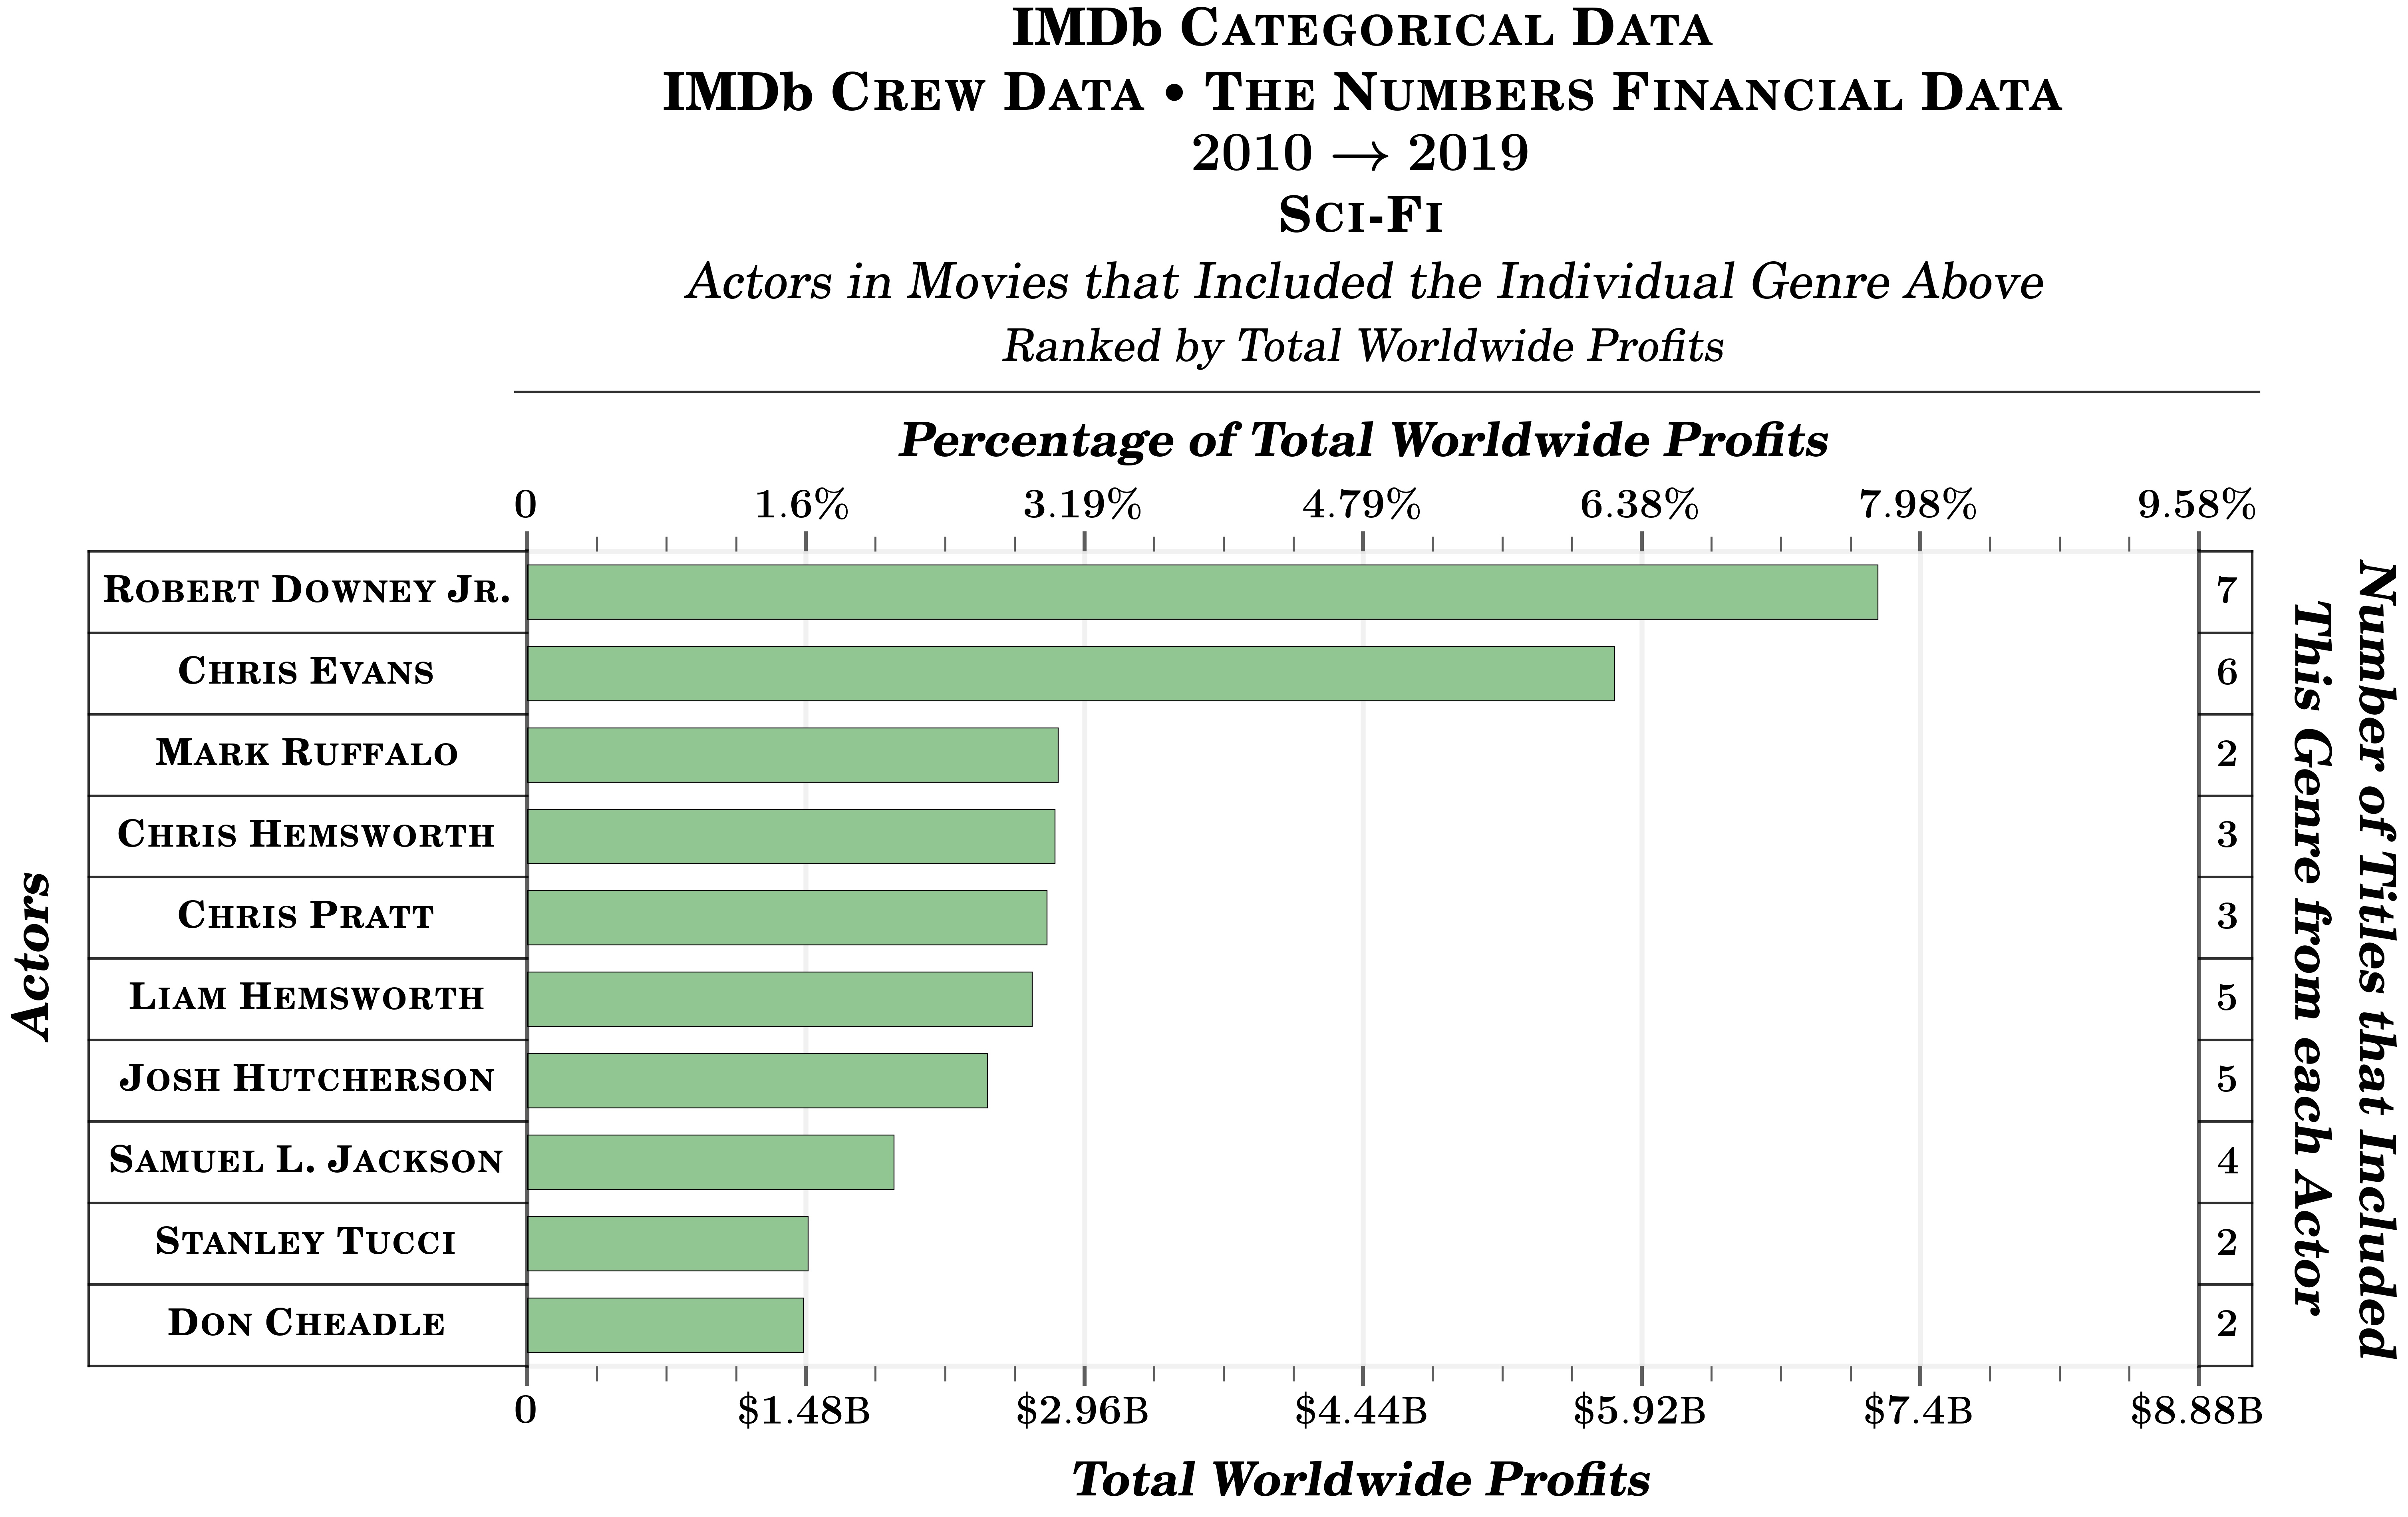 IMDb Categorical Data
IMDb Crew Data • The Numbers Financial Data
2010 → 2019
Sci-Fi
Actors in Movies that Included the Individual Genre Above
Ranked by Total Worldwide Profits
Percentage of Total Worldwide Profits
0 1.6% 3.19% 4.79% 6.38% 7.98% 9.58%
Robert Downey Jr. 7
Chris Evans 6
Mark Ruffalo 2
Chris Hemsworth 3
Chris Pratt 3
Liam Hemsworth 5
Josh Hutcherson 5
Samuel L. Jackson 4
Stanley Tucci 2
Don Cheadle 2
0 $1.48B $2.96B $4.44B $5.92B $7.4B $8.88B
Total Worldwide Profits
Actors
Number of Titles that Included
This Genre from each Actor